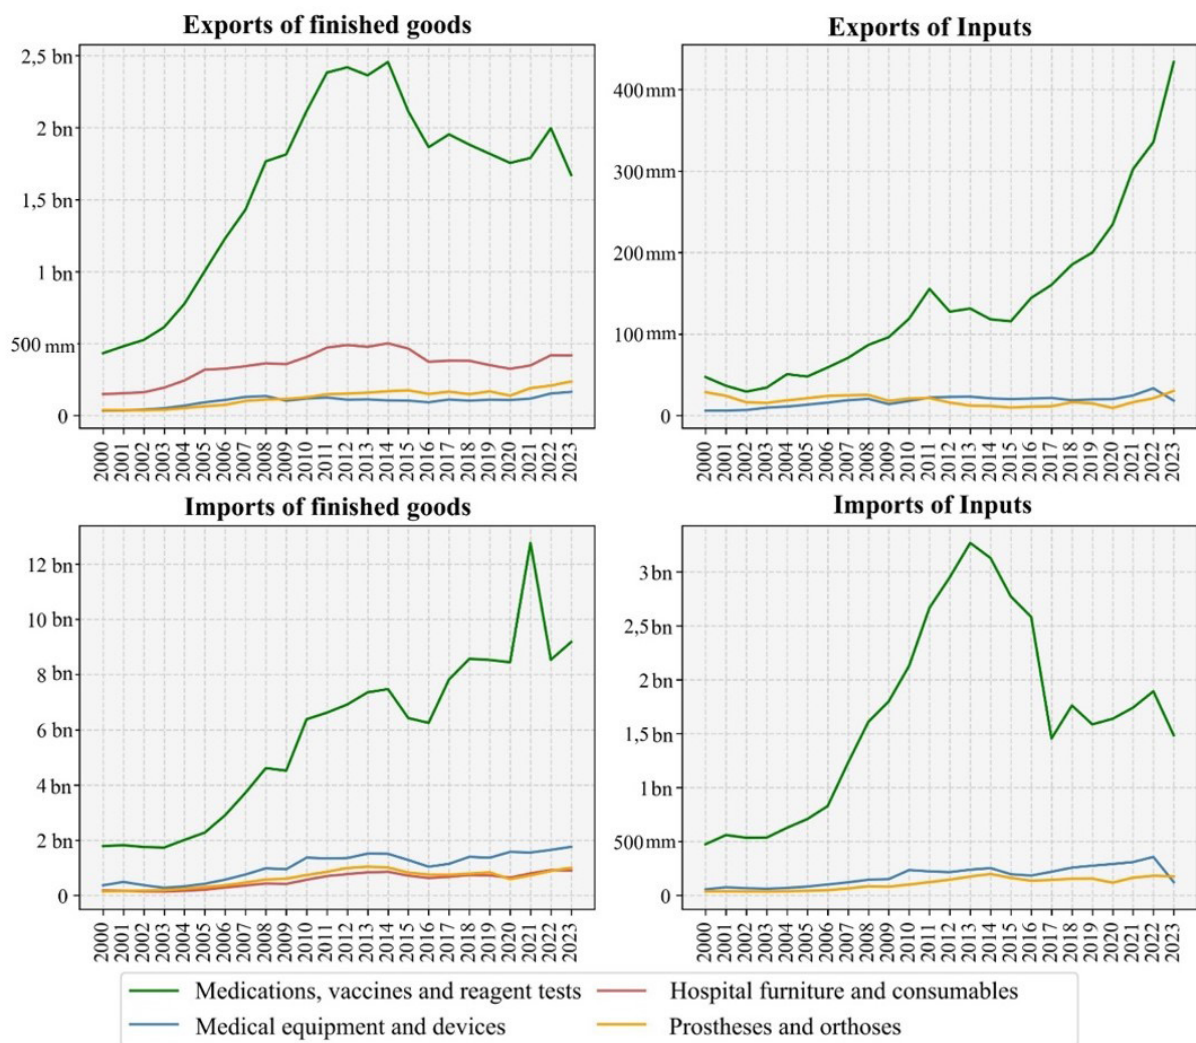 Exports of finished goods
2,5 bn
2 bn
1,5 bn
1 bn
500 mm
0
2000 2001 2002 2003 2004 2005 2006 2007 2008 2009 2010 2011 2012 2013 2014 2015 2016 2017 2018 2019 2020 2021 2022 2023
Exports of Inputs
400 mm
300 mm
200 mm
100 mm
0
2000 2001 2002 2003 2004 2005 2006 2007 2008 2009 2010 2011 2012 2013 2014 2015 2016 2017 2018 2019 2020 2021 2022 2023
Imports of finished goods
12 bn
10 bn
8 bn
6 bn
4 bn
2 bn
0
2000 2001 2002 2003 2004 2005 2006 2007 2008 2009 2010 2011 2012 2013 2014 2015 2016 2017 2018 2019 2020 2021 2022 2023
Imports of Inputs
3 bn
2,5 bn
2 bn
1,5 bn
1 bn
500 mm
0
2000 2001 2002 2003 2004 2005 2006 2007 2008 2009 2010 2011 2012 2013 2014 2015 2016 2017 2018 2019 2020 2021 2022 2023
Medications, vaccines and reagent tests
Hospital furniture and consumables
Medical equipment and devices
Prostheses and orthoses